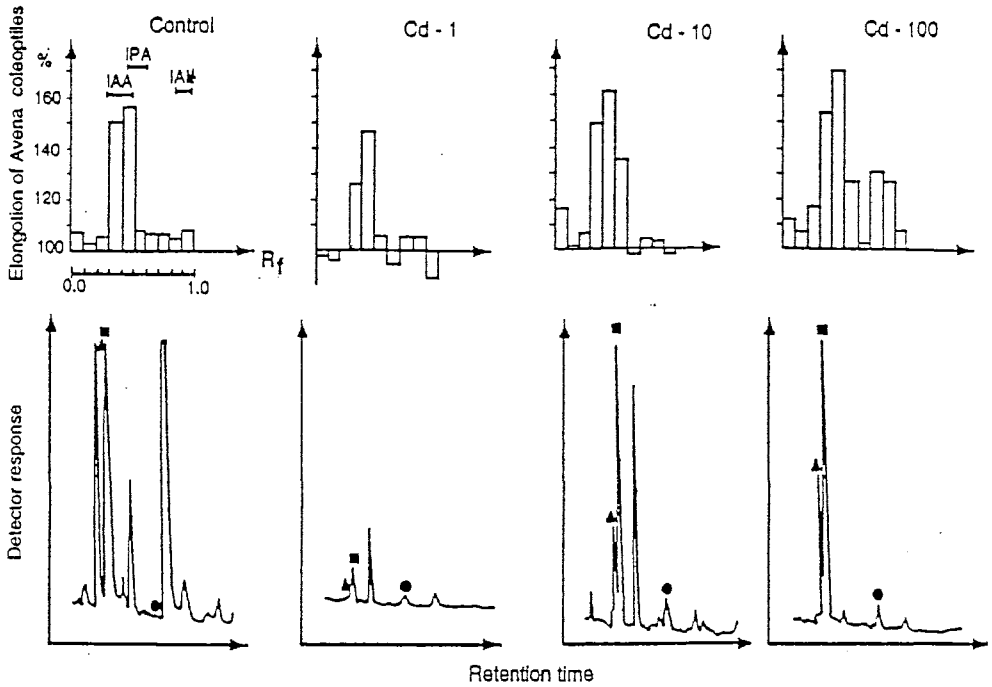 Control
Cd - 1
Cd - 10
Cd - 100
%
IPA
IAA
160
140
120
100
Elongation of Avena coleoptiles
0.0
1.0
Rf
Detector response
Retention time